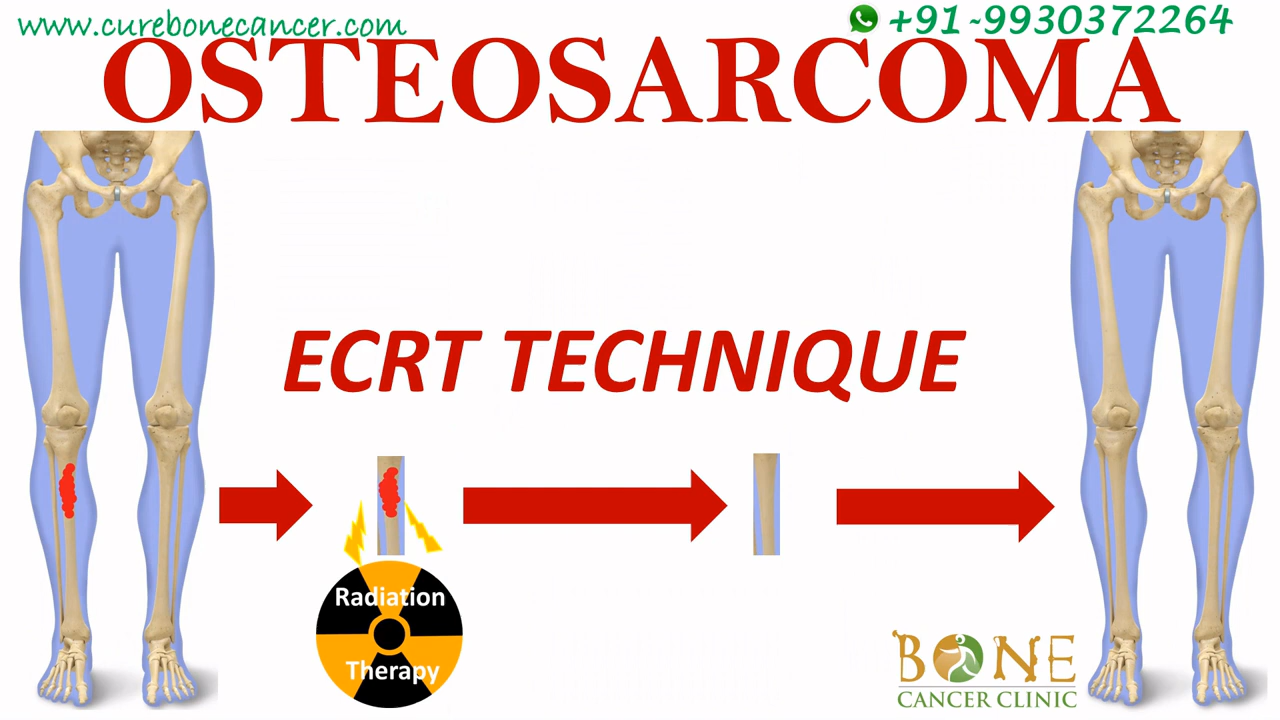 www.curebonecancer.com
+91-9930372264
OSTEOSARCOMA
ECRT TECHNIQUE
Radiation
Therapy
BONE
CANCER CLINIC